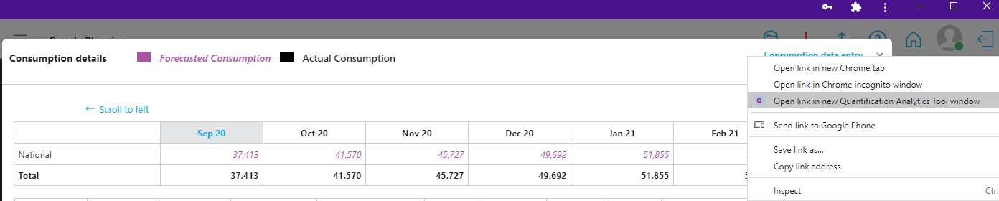 Supply Planning
Consumption details Forecasted Consumption Actual Consumption Consumption data entry
Open link in new Chrome tab
Open link in Chrome incognito window
Open link in new Quantification Analytics Tool window
Send link to Google Phone
Save link as...
Copy link address
Inspect Ctrl
← Scroll to left
Sep 20 Oct 20 Nov 20 Dec 20 Jan 21 Feb 21
National 37,413 41,570 45,727 49,692 51,855
Total 37,413 41,570 45,727 49,692 51,855